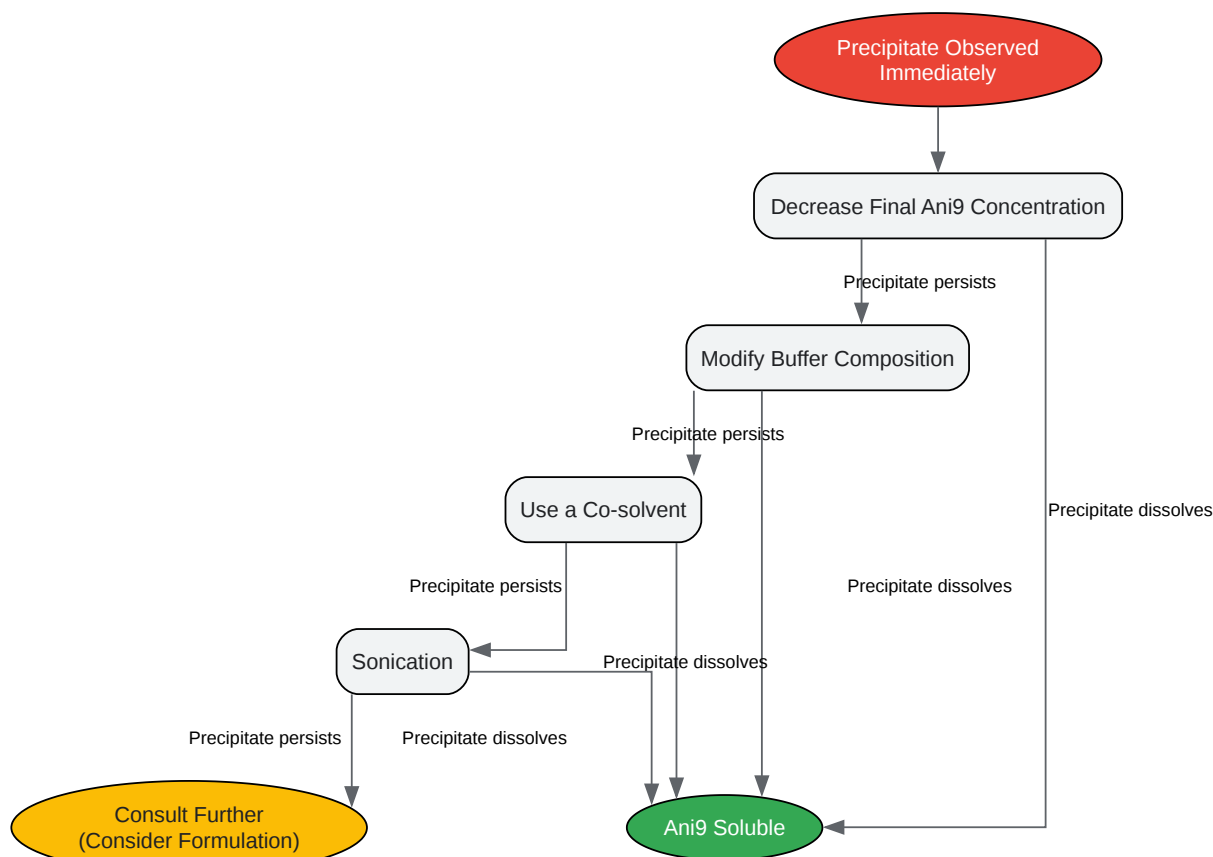 Precipitate Observed
Immediately
Decrease Final Ani9 Concentration
Precipitate persists
Modify Buffer Composition
Precipitate persists
Use a Co-solvent
Precipitate dissolves
Precipitate persists
Precipitate dissolves
Sonication
Precipitate dissolves
Precipitate persists
Precipitate dissolves
Consult Further
(Consider Formulation)
Ani9 Soluble